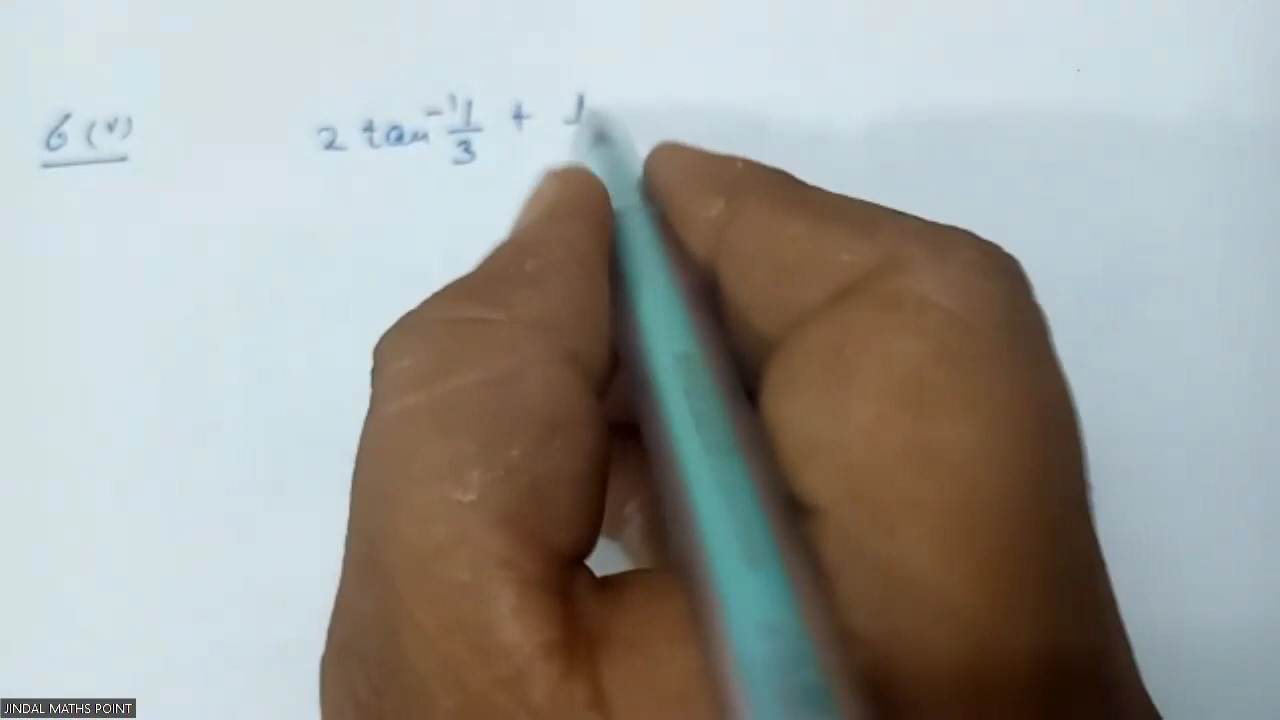 6 (v) 2 tan⁻¹ 1/3 +
JINDAL MATHS POINT